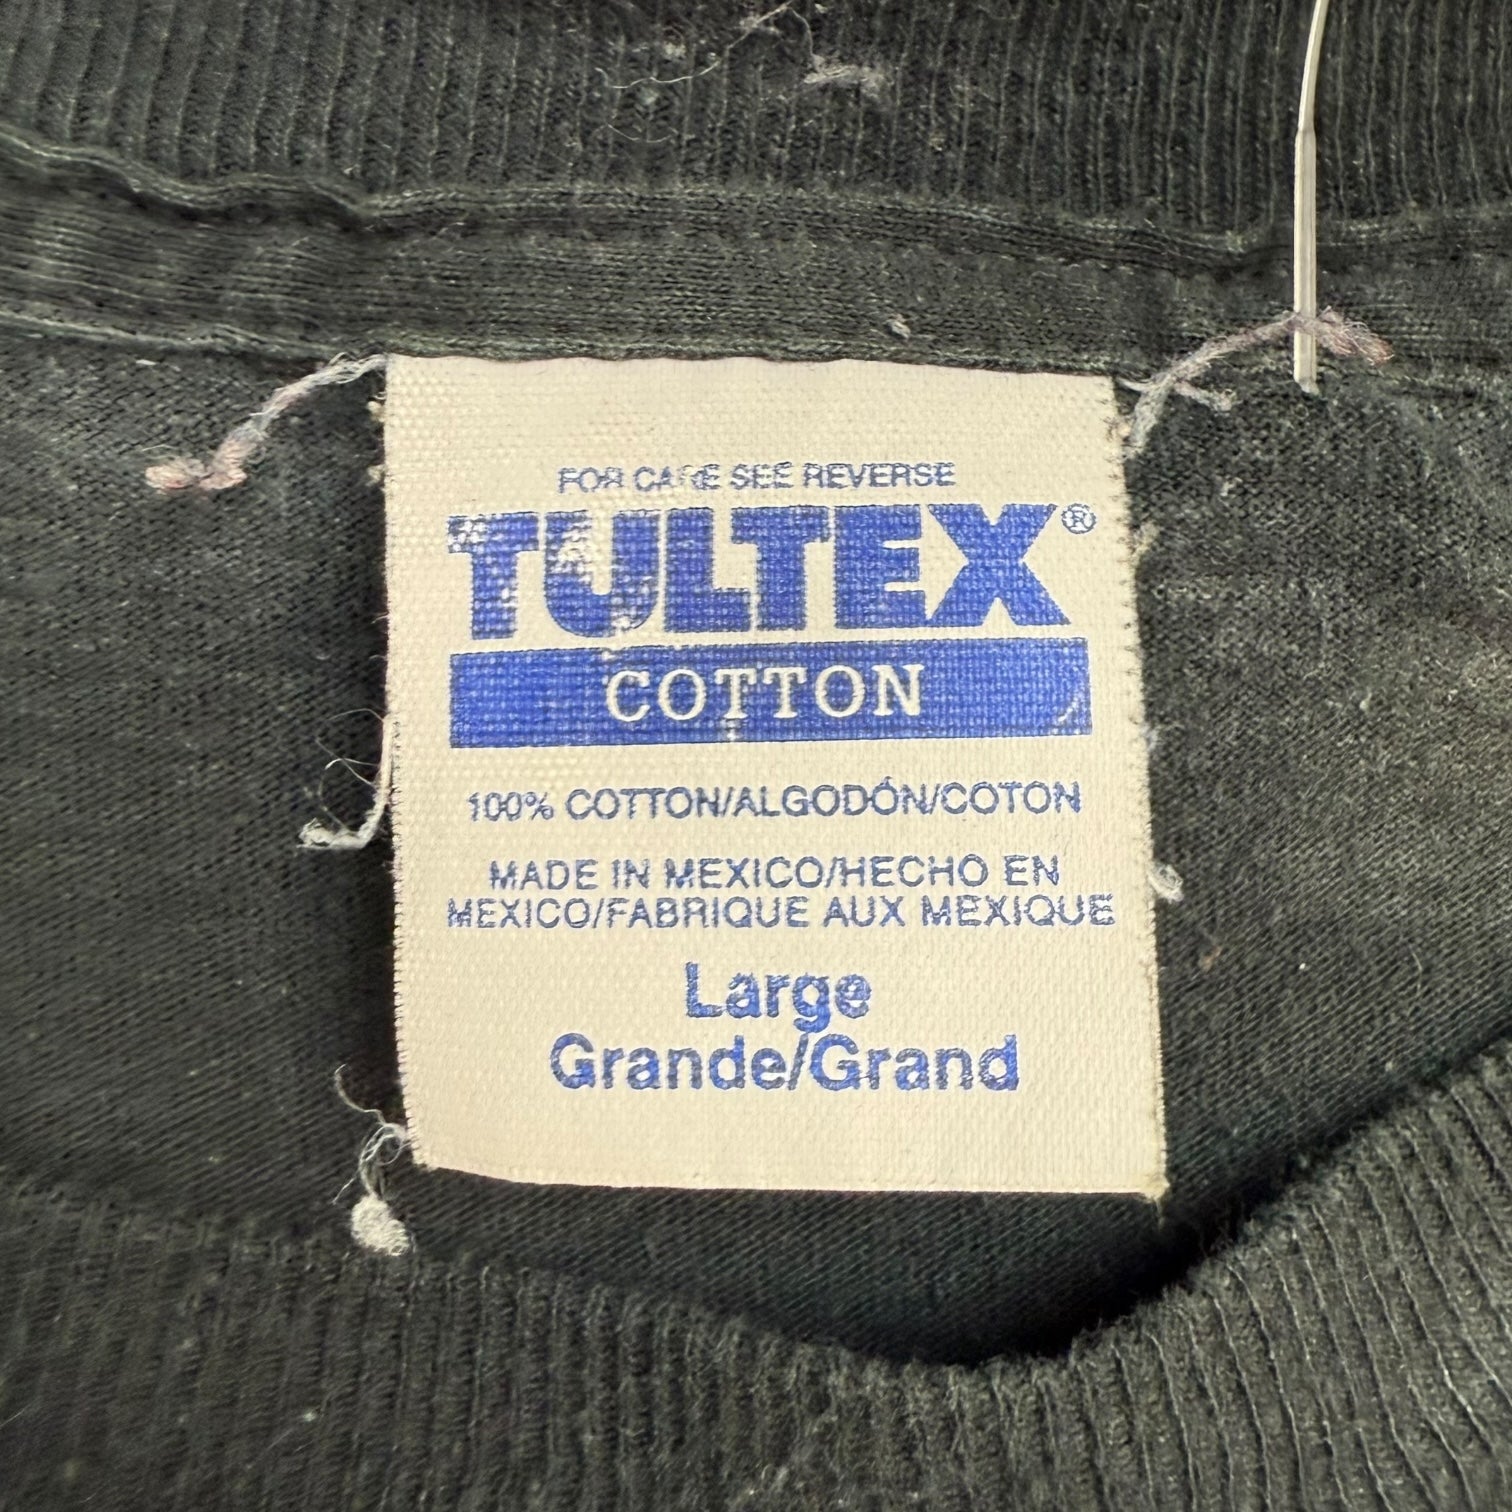 FOR CARE SEE REVERSE
TULTEX®
COTTON
100% COTTON/ALGODÓN/COTON
MADE IN MEXICO/HECHO EN
MEXICO/FABRIQUE AUX MEXIQUE
Large
Grande/Grand